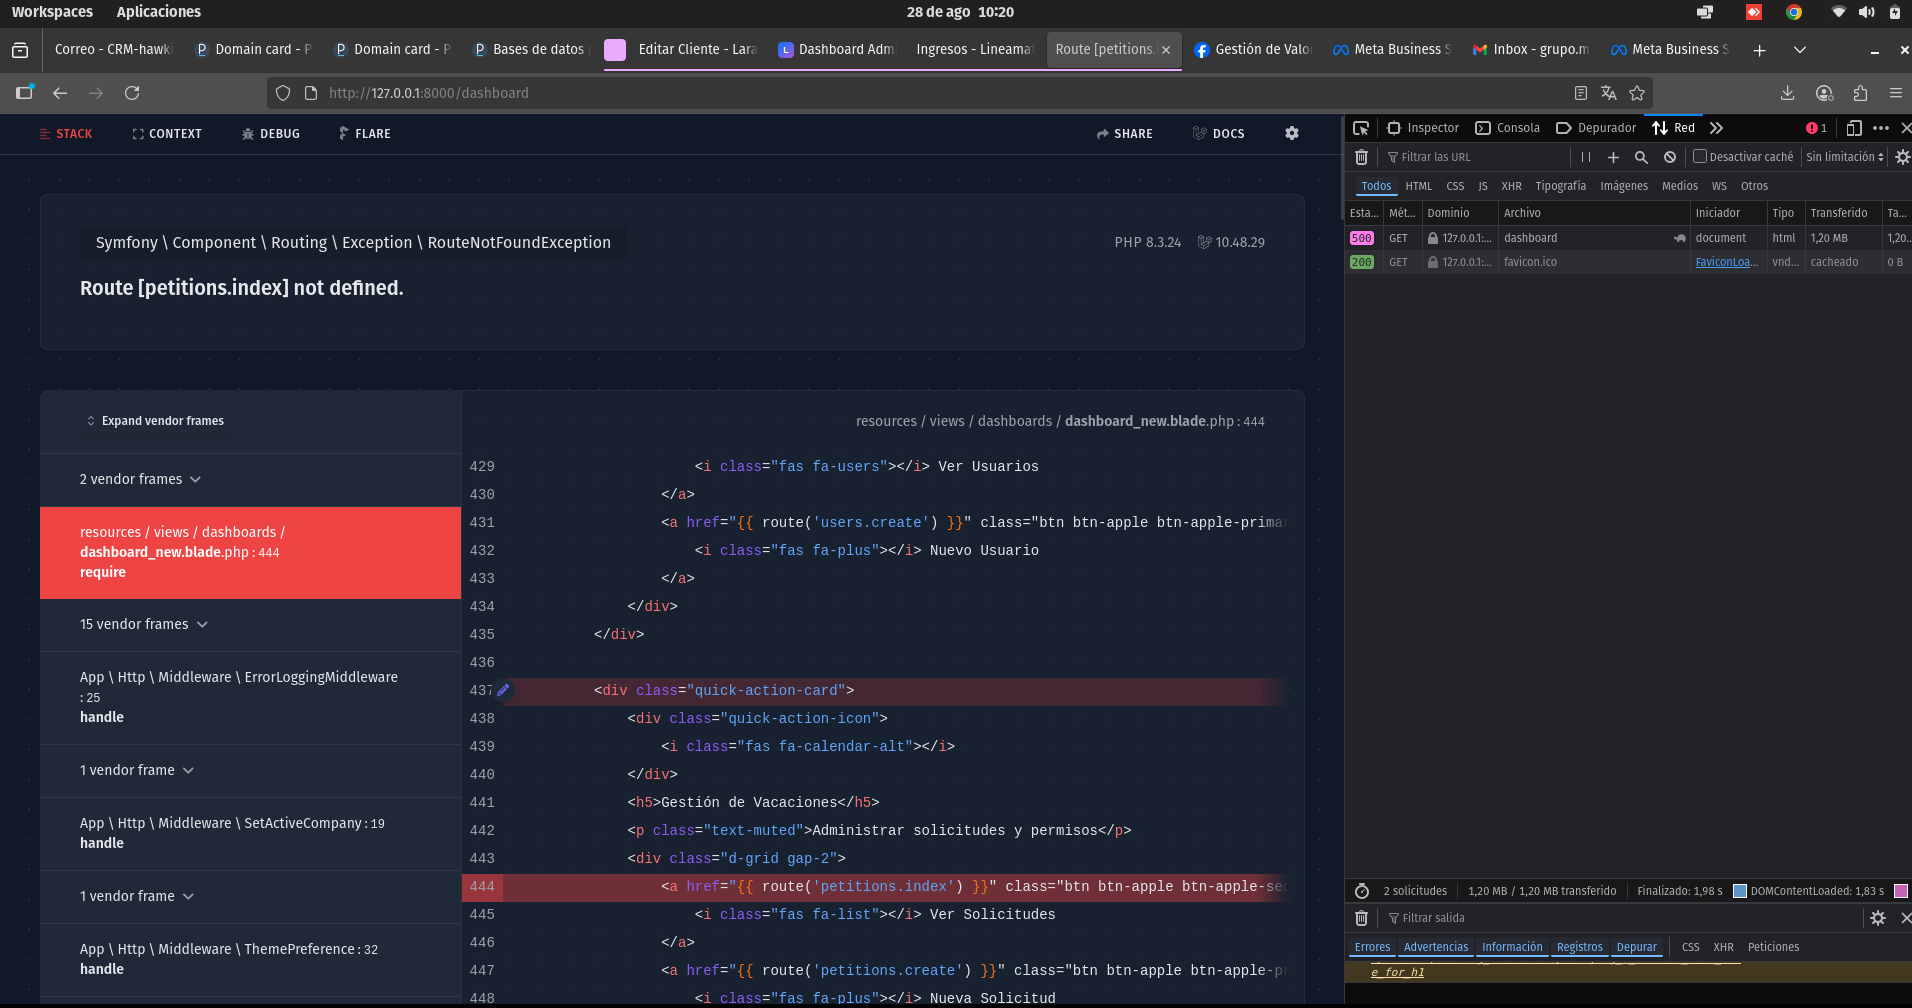 Workspaces Aplicaciones 28 de ago 10:20
Correo - CRM-hawki Domain card - P Domain card - P Bases de datos Editar Cliente - Lara Dashboard Adm Ingresos - Lineama Route [petitions.i Gestión de Valo Meta Business S Inbox - grupo.m Meta Business S
http://127.0.0.1:8000/dashboard
STACK CONTEXT DEBUG FLARE SHARE DOCS
Symfony \ Component \ Routing \ Exception \ RouteNotFoundException
PHP 8.3.24 10.48.29
Route [petitions.index] not defined.
Expand vendor frames
2 vendor frames
resources / views / dashboards /
dashboard_new.blade.php : 444
require
15 vendor frames
App \ Http \ Middleware \ ErrorLoggingMiddleware
: 25
handle
1 vendor frame
App \ Http \ Middleware \ SetActiveCompany : 19
handle
1 vendor frame
App \ Http \ Middleware \ ThemePreference : 32
handle
resources / views / dashboards / dashboard_new.blade.php : 444
429 <i class="fas fa-users"></i> Ver Usuarios
430 </a>
431 <a href="{{ route('users.create') }}" class="btn btn-apple btn-apple-prima
432 <i class="fas fa-plus"></i> Nuevo Usuario
433 </a>
434 </div>
435 </div>
436
437 <div class="quick-action-card">
438 <div class="quick-action-icon">
439 <i class="fas fa-calendar-alt"></i>
440 </div>
441 <h5>Gestión de Vacaciones</h5>
442 <p class="text-muted">Administrar solicitudes y permisos</p>
443 <div class="d-grid gap-2">
444 <a href="{{ route('petitions.index') }}" class="btn btn-apple btn-apple-se
445 <i class="fas fa-list"></i> Ver Solicitudes
446 </a>
447 <a href="{{ route('petitions.create') }}" class="btn btn-apple btn-apple-p
448 <i class="fas fa-plus"></i> Nueva Solicitud
Inspector Consola Depurador Red 1
Filtrar las URL Desactivar caché Sin limitación
Todos HTML CSS JS XHR Tipografía Imágenes Medios WS Otros
Esta... Mét... Dominio Archivo Iniciador Tipo Transferido Ta...
500 GET 127.0.0.1:... dashboard document html 1,20 MB 1,20...
200 GET 127.0.0.1:... favicon.ico FaviconLoa... vnd... cacheado 0 B
2 solicitudes 1,20 MB / 1,20 MB transferido Finalizado: 1,98 s DOMContentLoaded: 1,83 s
Filtrar salida
Errores Advertencias Información Registros Depurar CSS XHR Peticiones
e_for_h1